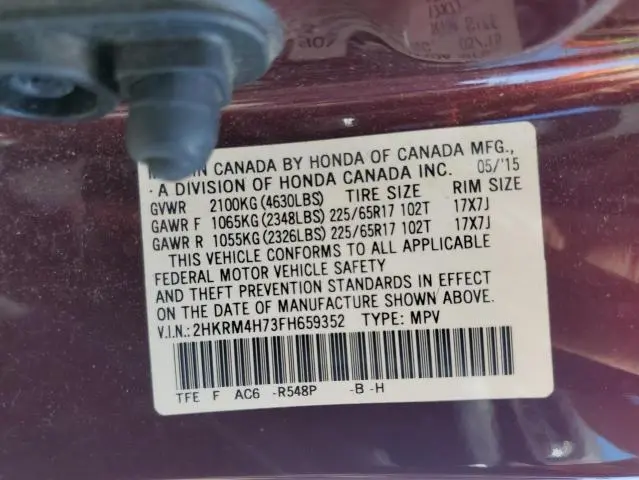 IN CANADA BY HONDA OF CANADA MFG.,
A DIVISION OF HONDA CANADA INC. 05/'15
GVWR 2100KG(4630LBS) TIRE SIZE RIM SIZE
GAWR F 1065KG(2348LBS) 225/65R17 102T 17X7J
GAWR R 1055KG(2326LBS) 225/65R17 102T 17X7J
THIS VEHICLE CONFORMS TO ALL APPLICABLE
FEDERAL MOTOR VEHICLE SAFETY
AND THEFT PREVENTION STANDARDS IN EFFECT
ON THE DATE OF MANUFACTURE SHOWN ABOVE.
V.I.N.: 2HKRM4H73FH659352 TYPE: MPV
TFE F AC6 -R548P -B -H